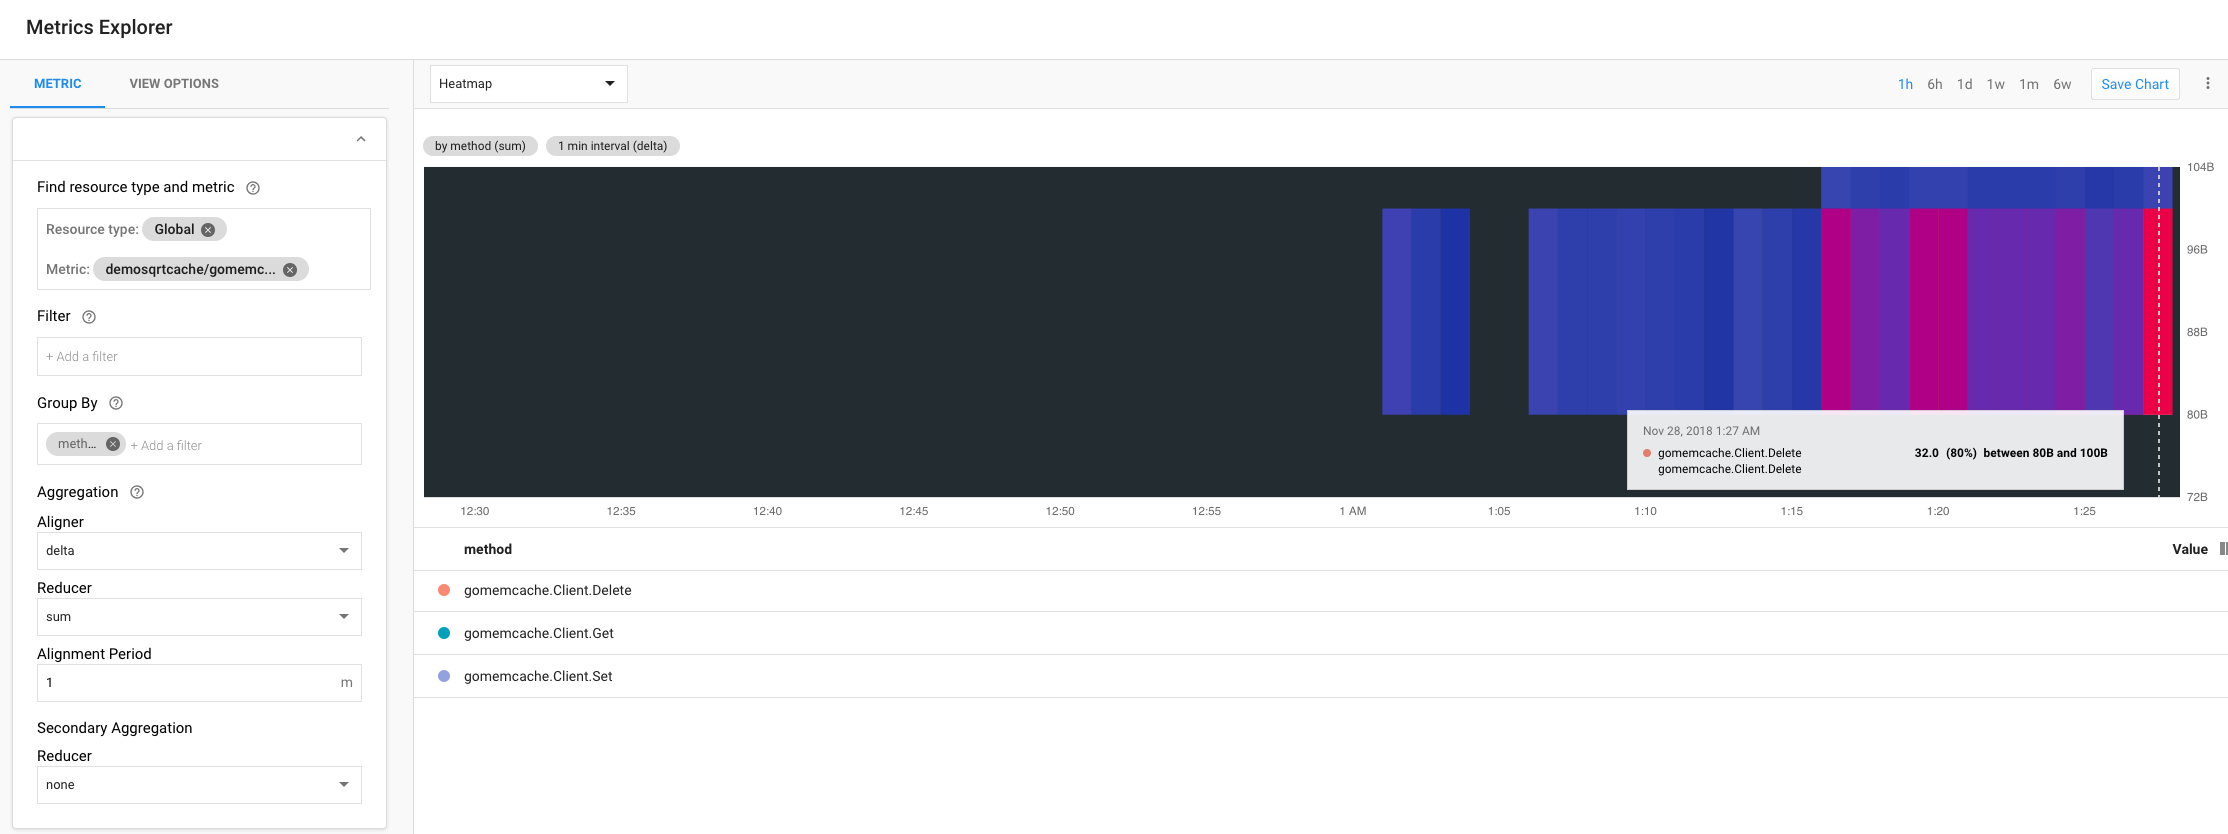 Metrics Explorer
METRIC VIEW OPTIONS
Find resource type and metric
Resource type: Global
Metric: demosqrtcache/gomemc...
Filter
+ Add a filter
Group By
meth... + Add a filter
Aggregation
Aligner
delta
Reducer
sum
Alignment Period
1 m
Secondary Aggregation
Reducer
none
Heatmap
1h 6h 1d 1w 1m 6w Save Chart
by method (sum) 1 min interval (delta)
104B
96B
88B
80B
72B
Nov 28, 2018 1:27 AM
gomemcache.Client.Delete 32.0 (80%) between 80B and 100B
gomemcache.Client.Delete
12:30 12:35 12:40 12:45 12:50 12:55 1 AM 1:05 1:10 1:15 1:20 1:25
method Value
gomemcache.Client.Delete
gomemcache.Client.Get
gomemcache.Client.Set